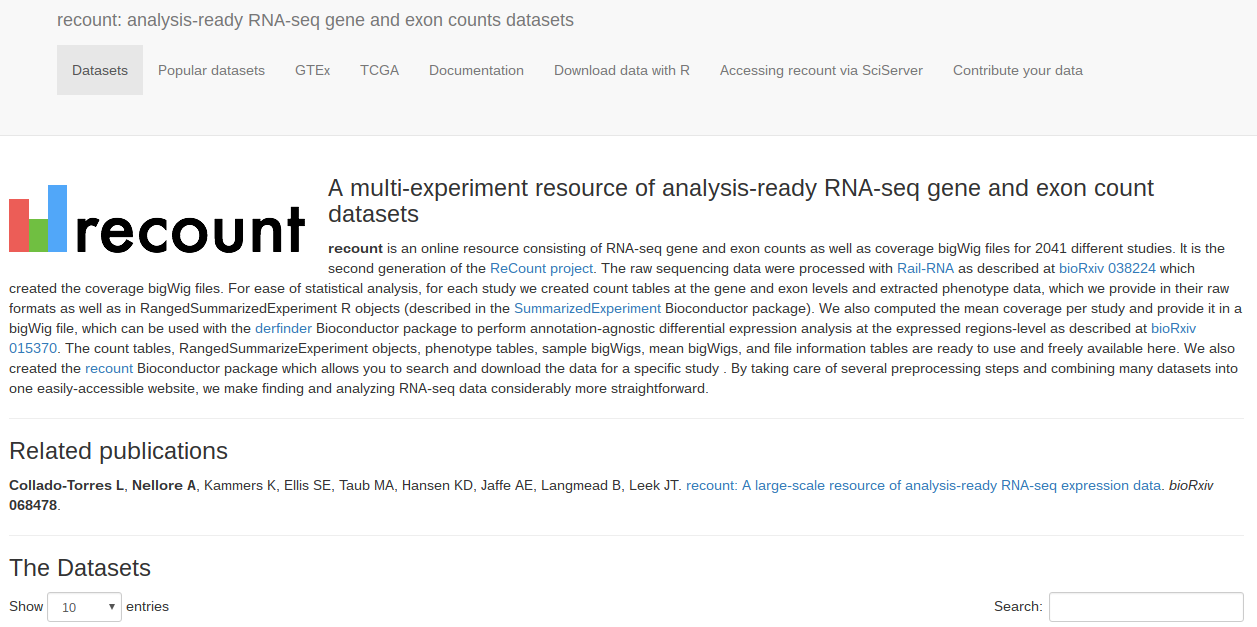 recount: analysis-ready RNA-seq gene and exon counts datasets
Datasets Popular datasets GTEx TCGA Documentation Download data with R Accessing recount via SciServer Contribute your data
recount
A multi-experiment resource of analysis-ready RNA-seq gene and exon count
datasets
recount is an online resource consisting of RNA-seq gene and exon counts as well as coverage bigWig files for 2041 different studies. It is the
second generation of the ReCount project. The raw sequencing data were processed with Rail-RNA as described at bioRxiv 038224 which
created the coverage bigWig files. For ease of statistical analysis, for each study we created count tables at the gene and exon levels and extracted phenotype data, which we provide in their raw
formats as well as in RangedSummarizedExperiment R objects (described in the SummarizedExperiment Bioconductor package). We also computed the mean coverage per study and provide it in a
bigWig file, which can be used with the derfinder Bioconductor package to perform annotation-agnostic differential expression analysis at the expressed regions-level as described at bioRxiv
015370. The count tables, RangedSummarizeExperiment objects, phenotype tables, sample bigWigs, mean bigWigs, and file information tables are ready to use and freely available here. We also
created the recount Bioconductor package which allows you to search and download the data for a specific study . By taking care of several preprocessing steps and combining many datasets into
one easily-accessible website, we make finding and analyzing RNA-seq data considerably more straightforward.
Related publications
Collado-Torres L, Nellore A, Kammers K, Ellis SE, Taub MA, Hansen KD, Jaffe AE, Langmead B, Leek JT. recount: A large-scale resource of analysis-ready RNA-seq expression data. bioRxiv
068478.
The Datasets
Show 10 entries Search: